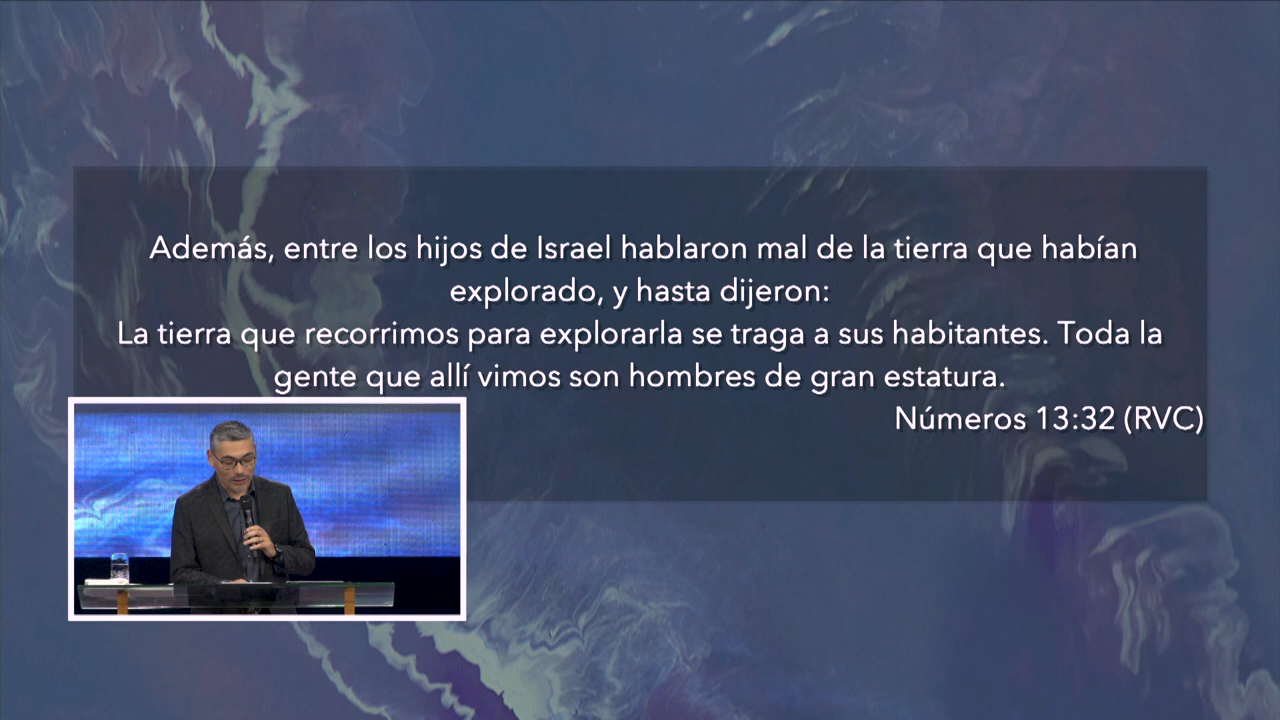 Además, entre los hijos de Israel hablaron mal de la tierra que habían
explorado, y hasta dijeron:
La tierra que recorrimos para explorarla se traga a sus habitantes. Toda la
gente que allí vimos son hombres de gran estatura.
Números 13:32 (RVC)